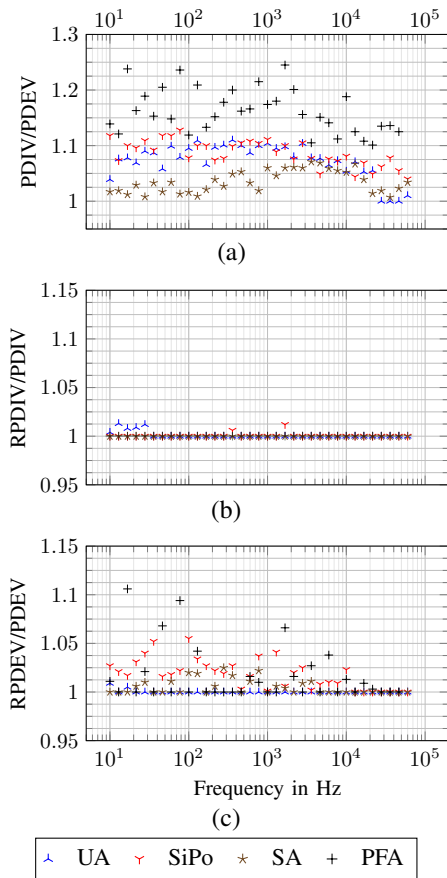 10^1 10^2 10^3 10^4 10^5
1.3
1.2
1.1
1
PDIV/PDEV
(a)
1.15
1.1
1.05
1
0.95
RPDIV/PDIV
(b)
1.15
1.1
1.05
1
0.95
RPDEV/PDEV
10^1 10^2 10^3 10^4 10^5
Frequency in Hz
(c)
UA SiPo SA PFA